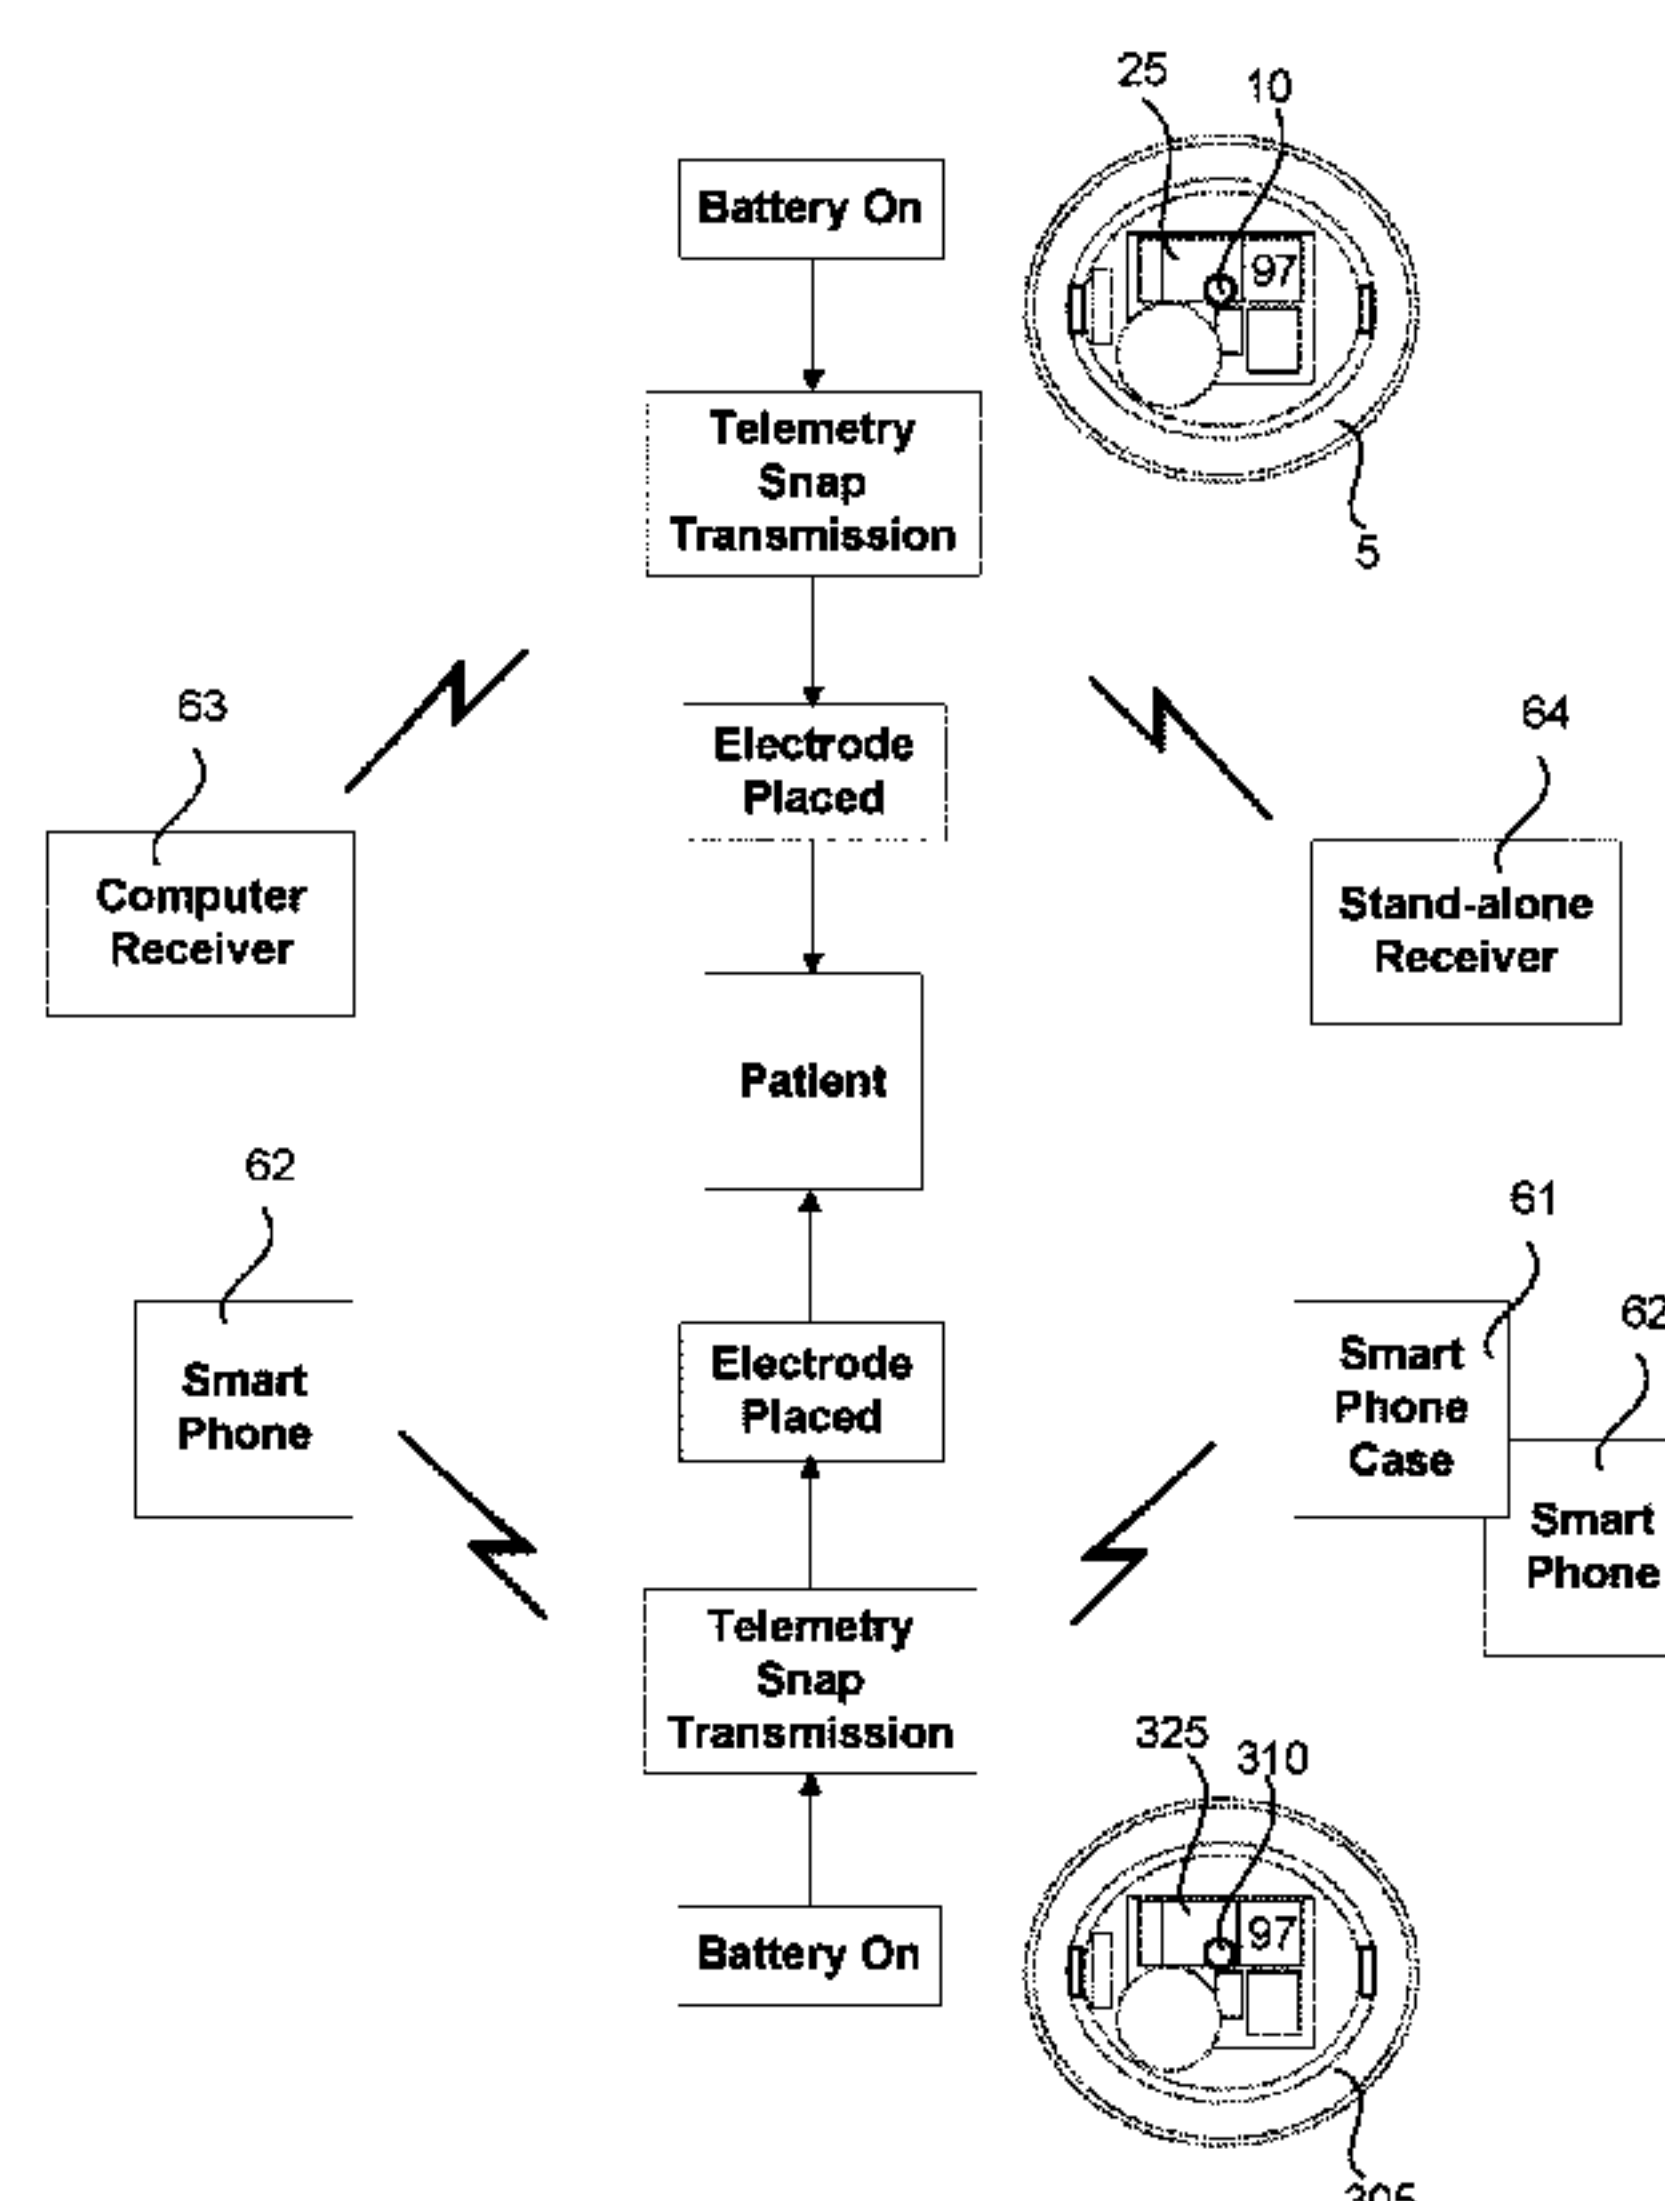 25
10
Battery On
97
Telemetry
Snap
Transmission
5
63
64
Electrode
Placed
Computer
Receiver
Stand-alone
Receiver
Patient
62
61
62
Smart
Phone
Smart
Phone
Case
Electrode
Placed
Smart
Phone
Telemetry
Snap
Transmission
325
310
97
Battery On
305